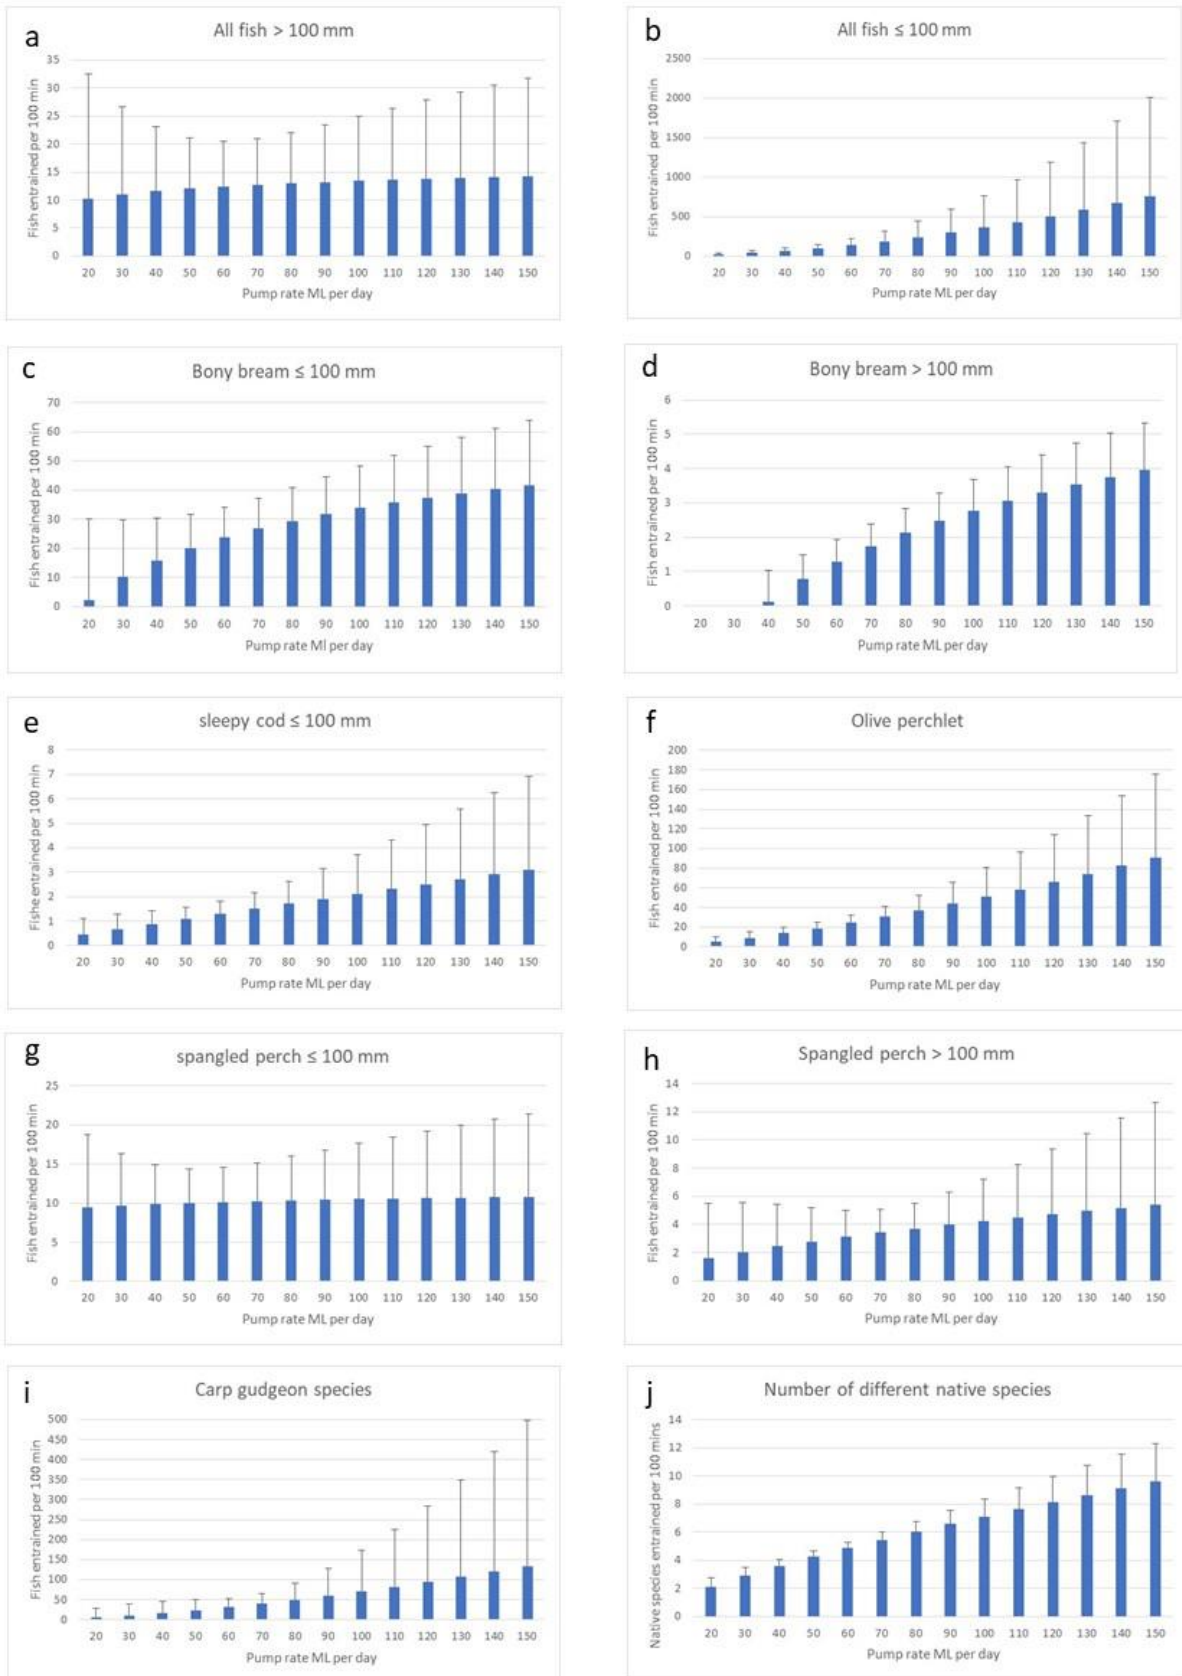 a
All fish > 100 mm
Fish entrained per 100 min
35
30
25
20
15
10
5
0
20 30 40 50 60 70 80 90 100 110 120 130 140 150
Pump rate ML per day
b
All fish ≤ 100 mm
Fish entrained per 100 min
2500
2000
1500
1000
500
0
20 30 40 50 60 70 80 90 100 110 120 130 140 150
Pump rate ML per day
c
Bony bream ≤ 100 mm
Fish entrained per 100 min
70
60
50
40
30
20
10
0
20 30 40 50 60 70 80 90 100 110 120 130 140 150
Pump rate Ml per day
d
Bony bream > 100 mm
Fish entrained per 100 min
6
5
4
3
2
1
0
20 30 40 50 60 70 80 90 100 110 120 130 140 150
Pump rate ML per day
e
sleepy cod ≤ 100 mm
Fishe entrained per 100 min
8
7
6
5
4
3
2
1
0
20 30 40 50 60 70 80 90 100 110 120 130 140 150
Pump rate ML per day
f
Olive perchlet
Fish entrained per 100 min
200
180
160
140
120
100
80
60
40
20
0
20 30 40 50 60 70 80 90 100 110 120 130 140 150
Pump rate ML per day
g
spangled perch ≤ 100 mm
Fish entrained per 100 min
25
20
15
10
5
0
20 30 40 50 60 70 80 90 100 110 120 130 140 150
Pump rate ML per day
h
Spangled perch > 100 mm
Fish entrained per 100 min
14
12
10
8
6
4
2
0
20 30 40 50 60 70 80 90 100 110 120 130 140 150
Pump rate ML per day
i
Carp gudgeon species
Fish entrained per 100 min
500
450
400
350
300
250
200
150
100
50
0
20 30 40 50 60 70 80 90 100 110 120 130 140 150
Pump rate ML per day
j
Number of different native species
Native species entrained per 100 mins
14
12
10
8
6
4
2
0
20 30 40 50 60 70 80 90 100 110 120 130 140 150
Pump rate ML per day